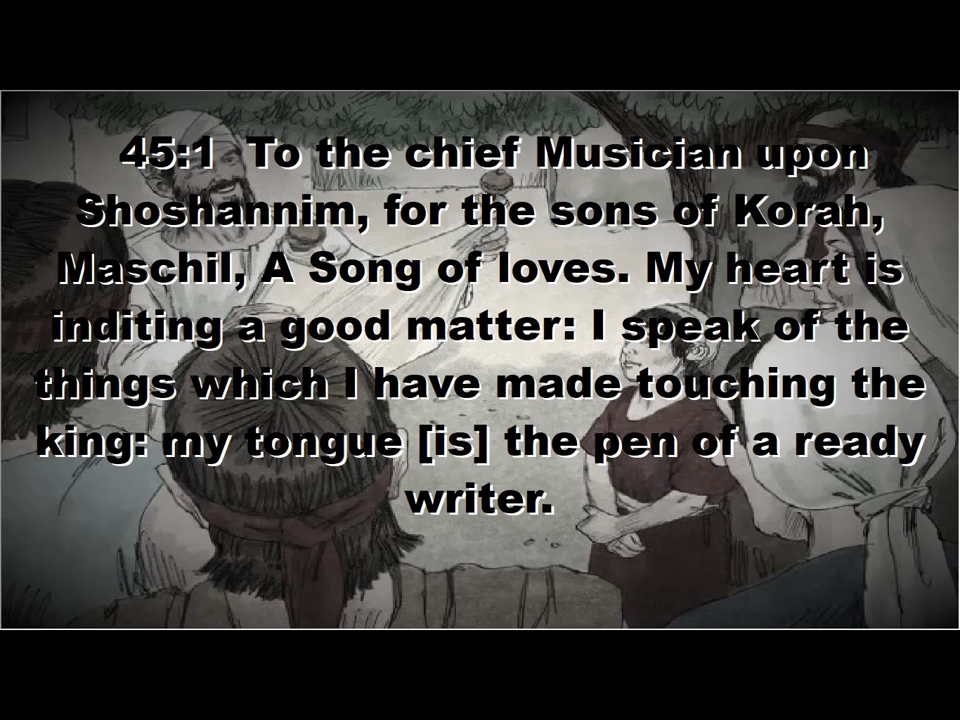 45:1 To the chief Musician upon
Shoshannim, for the sons of Korah,
Maschil, A Song of loves. My heart is
inditing a good matter: I speak of the
things which I have made touching the
king: my tongue [is] the pen of a ready
writer.